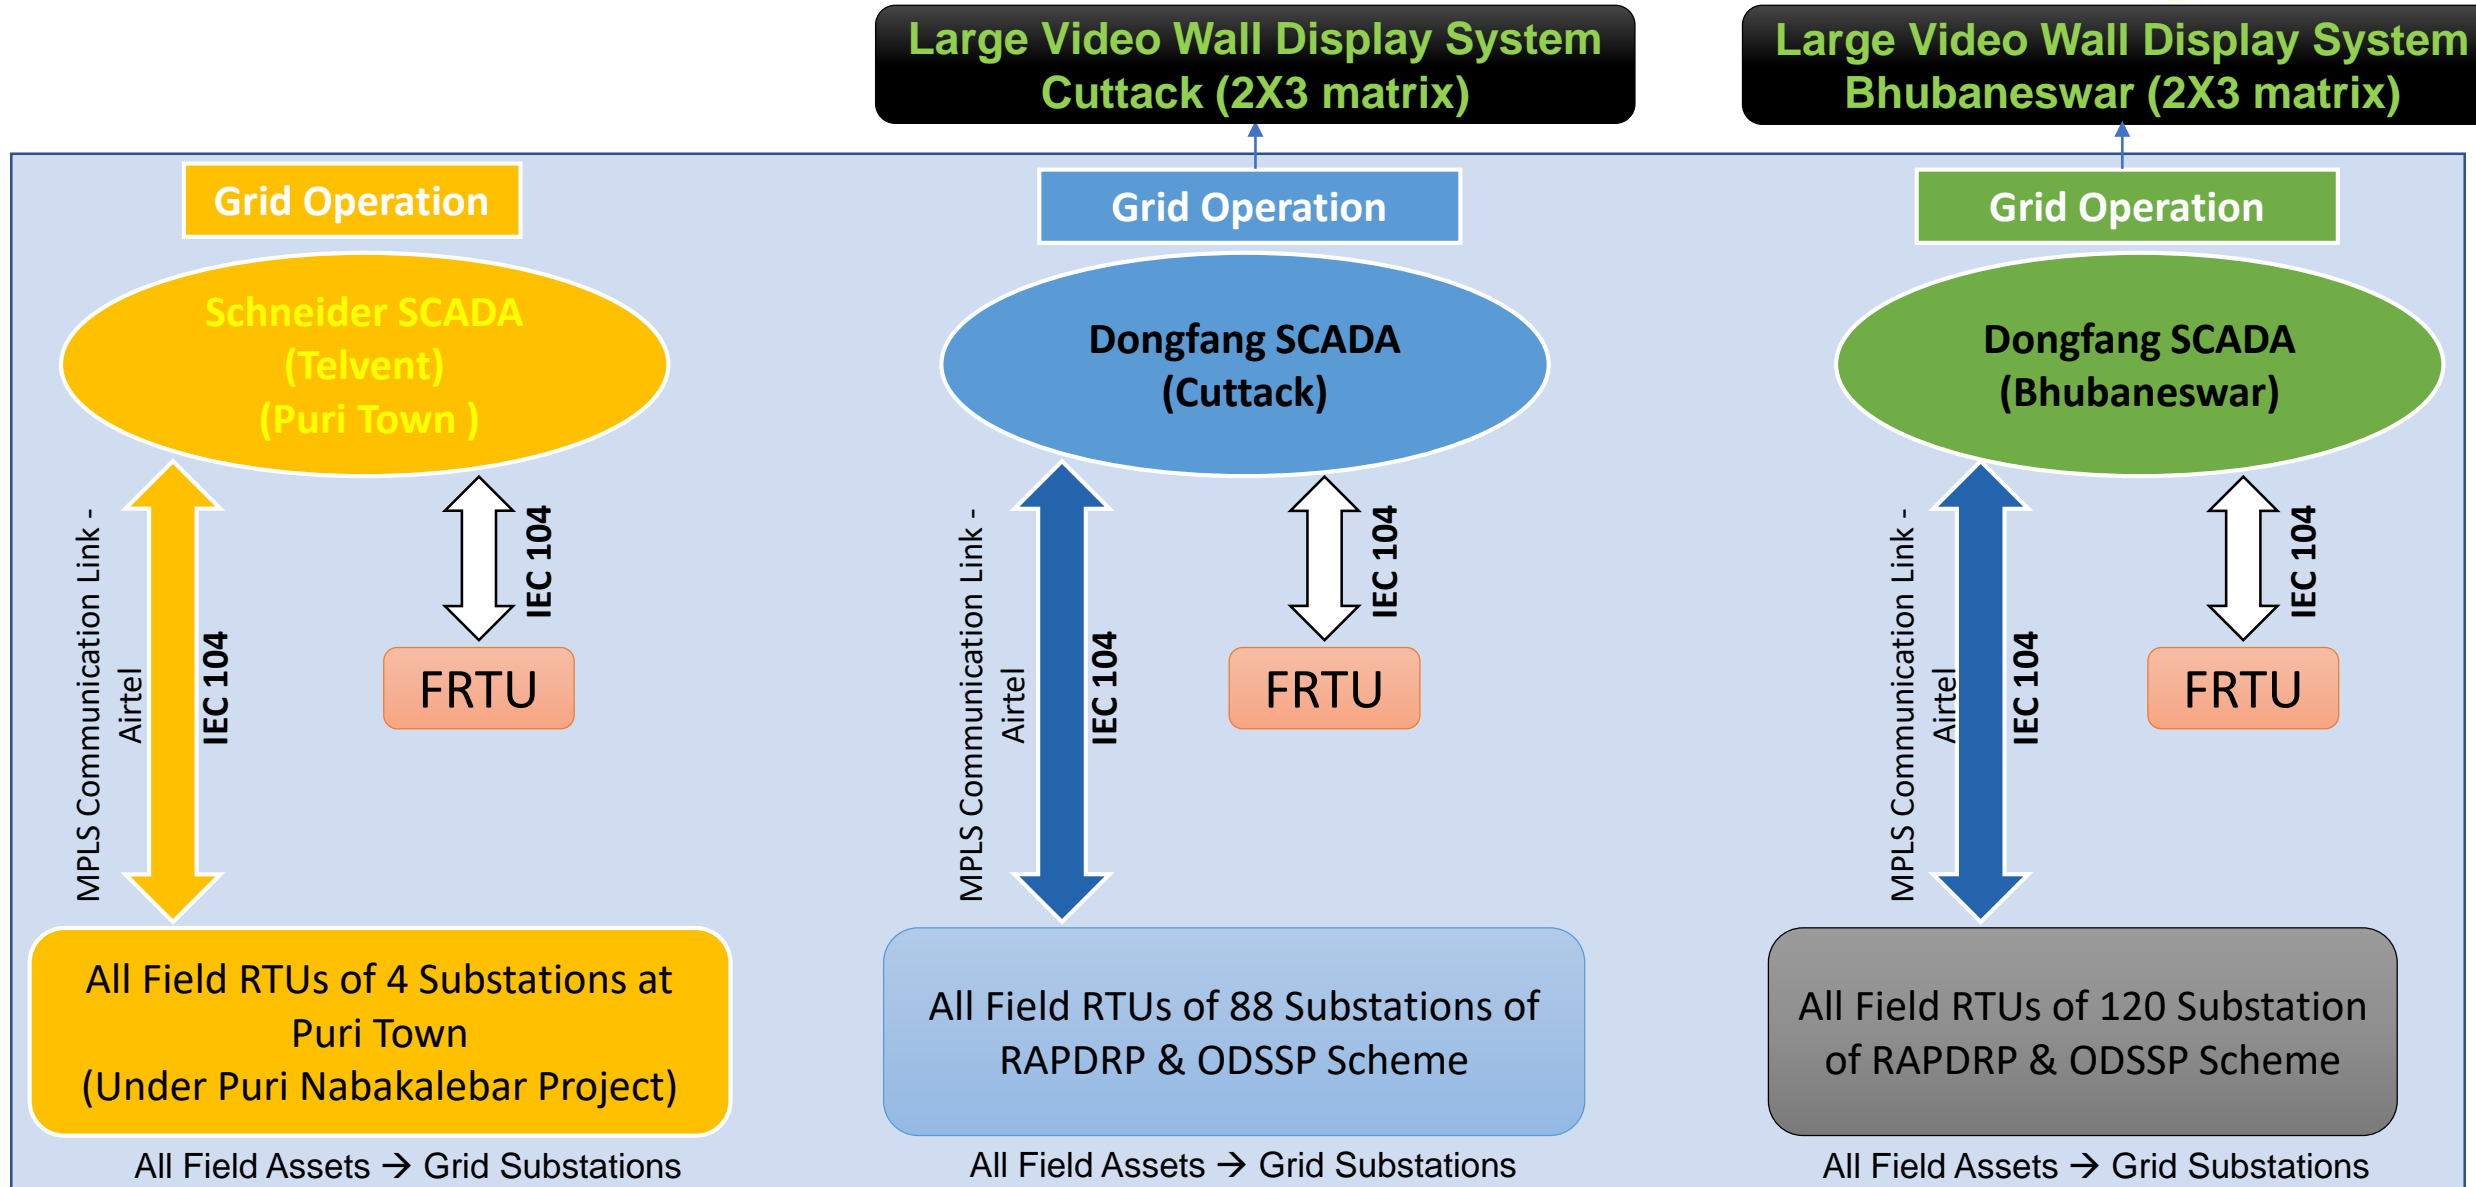 Large Video Wall Display System
Cuttack (2X3 matrix)
Large Video Wall Display System
Bhubaneswar (2X3 matrix)
Grid Operation
Schneider SCADA
(Telvent)
(Puri Town )
MPLS Communication Link -
Airtel
IEC 104
IEC 104
FRTU
All Field RTUs of 4 Substations at
Puri Town
(Under Puri Nabakalebar Project)
All Field Assets → Grid Substations
Grid Operation
Dongfang SCADA
(Cuttack)
MPLS Communication Link -
Airtel
IEC 104
IEC 104
FRTU
All Field RTUs of 88 Substations of
RAPDRP & ODSSP Scheme
All Field Assets → Grid Substations
Grid Operation
Dongfang SCADA
(Bhubaneswar)
MPLS Communication Link -
Airtel
IEC 104
IEC 104
FRTU
All Field RTUs of 120 Substation
of RAPDRP & ODSSP Scheme
All Field Assets → Grid Substations